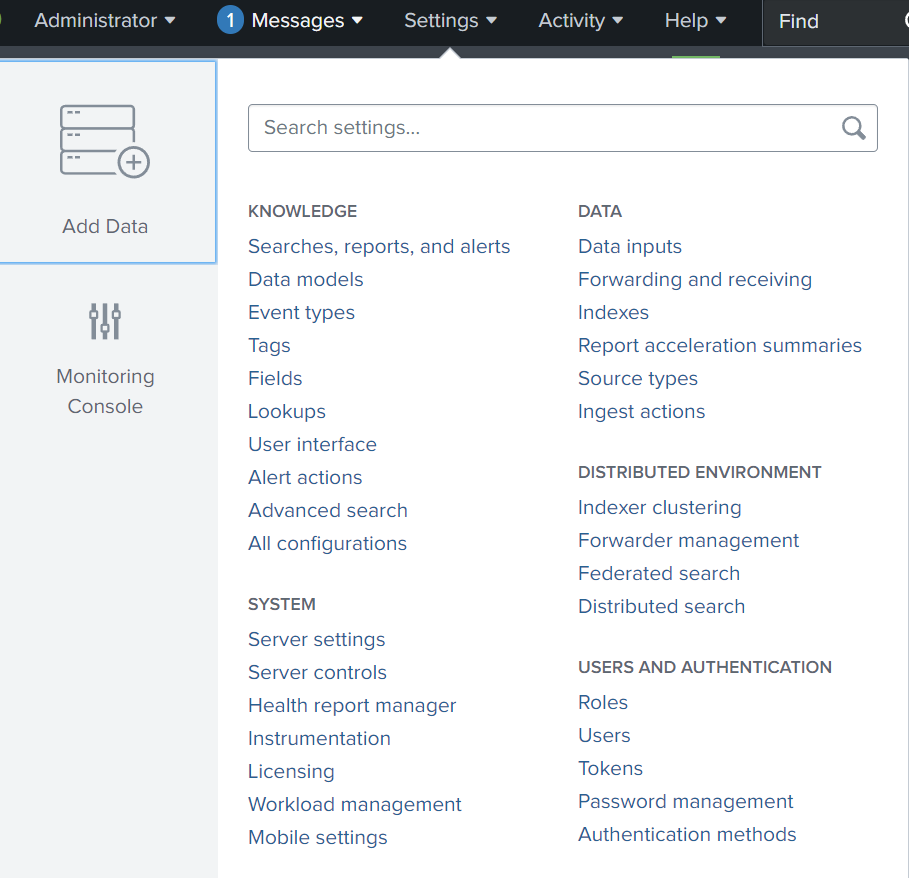 Administrator
1 Messages
Settings
Activity
Help
Find
Add Data
Monitoring
Console
Search settings...
KNOWLEDGE
Searches, reports, and alerts
Data models
Event types
Tags
Fields
Lookups
User interface
Alert actions
Advanced search
All configurations
SYSTEM
Server settings
Server controls
Health report manager
Instrumentation
Licensing
Workload management
Mobile settings
DATA
Data inputs
Forwarding and receiving
Indexes
Report acceleration summaries
Source types
Ingest actions
DISTRIBUTED ENVIRONMENT
Indexer clustering
Forwarder management
Federated search
Distributed search
USERS AND AUTHENTICATION
Roles
Users
Tokens
Password management
Authentication methods